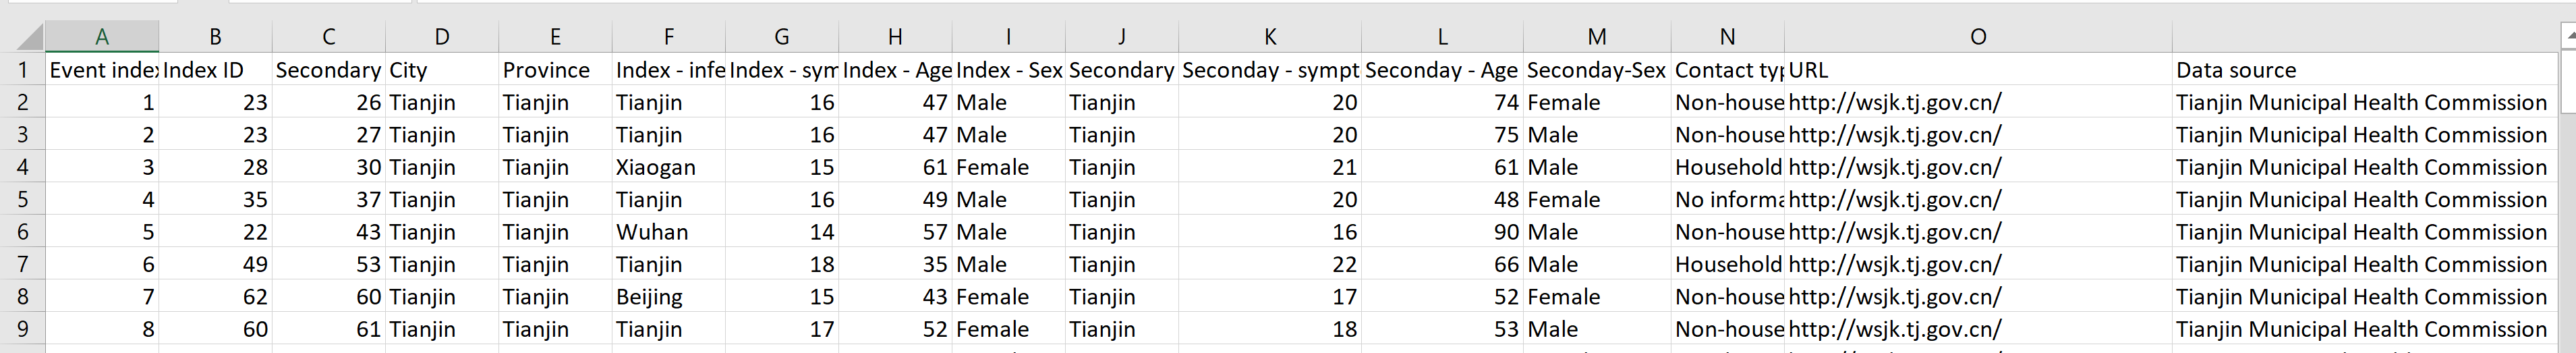 A B C D E F G H I J K L M N O
1 Event index Index ID Secondary City Province Index - infe Index - sym Index - Age Index - Sex Secondary Seconday - sympt Seconday - Age Seconday-Sex Contact typ URL Data source
2 1 23 26 Tianjin Tianjin Tianjin 16 47 Male Tianjin 20 74 Female Non-house http://wsjk.tj.gov.cn/ Tianjin Municipal Health Commission
3 2 23 27 Tianjin Tianjin Tianjin 16 47 Male Tianjin 20 75 Male Non-house http://wsjk.tj.gov.cn/ Tianjin Municipal Health Commission
4 3 28 30 Tianjin Tianjin Xiaogan 15 61 Female Tianjin 21 61 Male Household http://wsjk.tj.gov.cn/ Tianjin Municipal Health Commission
5 4 35 37 Tianjin Tianjin Tianjin 16 49 Male Tianjin 20 48 Female No informa http://wsjk.tj.gov.cn/ Tianjin Municipal Health Commission
6 5 22 43 Tianjin Tianjin Wuhan 14 57 Male Tianjin 16 90 Male Non-house http://wsjk.tj.gov.cn/ Tianjin Municipal Health Commission
7 6 49 53 Tianjin Tianjin Tianjin 18 35 Male Tianjin 22 66 Male Household http://wsjk.tj.gov.cn/ Tianjin Municipal Health Commission
8 7 62 60 Tianjin Tianjin Beijing 15 43 Female Tianjin 17 52 Female Non-house http://wsjk.tj.gov.cn/ Tianjin Municipal Health Commission
9 8 60 61 Tianjin Tianjin Tianjin 17 52 Female Tianjin 18 53 Male Non-house http://wsjk.tj.gov.cn/ Tianjin Municipal Health Commission